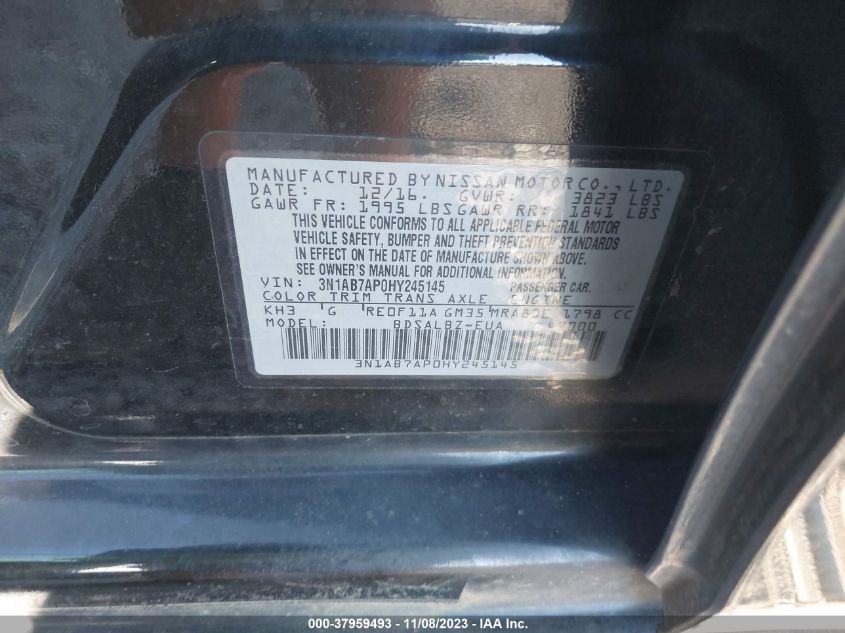 MANUFACTURED BY NISSAN MOTOR CO., LTD.
DATE: 12/16. GVWR: 3823 LBS
GAWR FR: 1995 LBS GAWR RR: 1841 LBS
THIS VEHICLE CONFORMS TO ALL APPLICABLE FEDERAL MOTOR
VEHICLE SAFETY, BUMPER AND THEFT PREVENTION STANDARDS
IN EFFECT ON THE DATE OF MANUFACTURE SHOWN ABOVE.
SEE OWNER'S MANUAL FOR ADDITIONAL INFORMATION.
VIN: 3N1AB7AP0HY245145 PASSENGER CAR.
COLOR TRIM TRANS AXLE ENGINE
KH3 G RE0F11A GM35 MRA8DE 1798 CC
MODEL: BDSALBZ-EUA
3N1AB7AP0HY245145
000-37959493 - 11/08/2023 - IAA Inc.